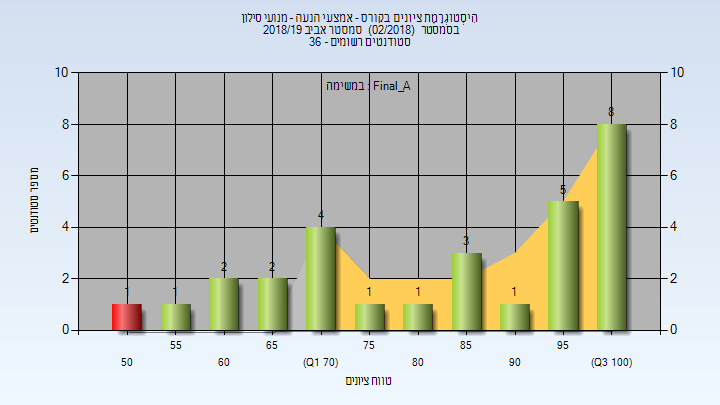 היסטוגרמת ציונים בקורס - אמצעי הנעה - מנועי סילון
בסמסטר (02/2018) סמסטר אביב 2018/19
סטודנטים רשומים - 36
במשימה : Final_A
מספר סטודנטים
10 10
8 8
6 6
4 4
2 2
0 0
1 1 2 2 4 1 1 3 1 5 8
55 65 75 85 95
50 60 (Q1 70) 80 90 (Q3 100)
טווח ציונים